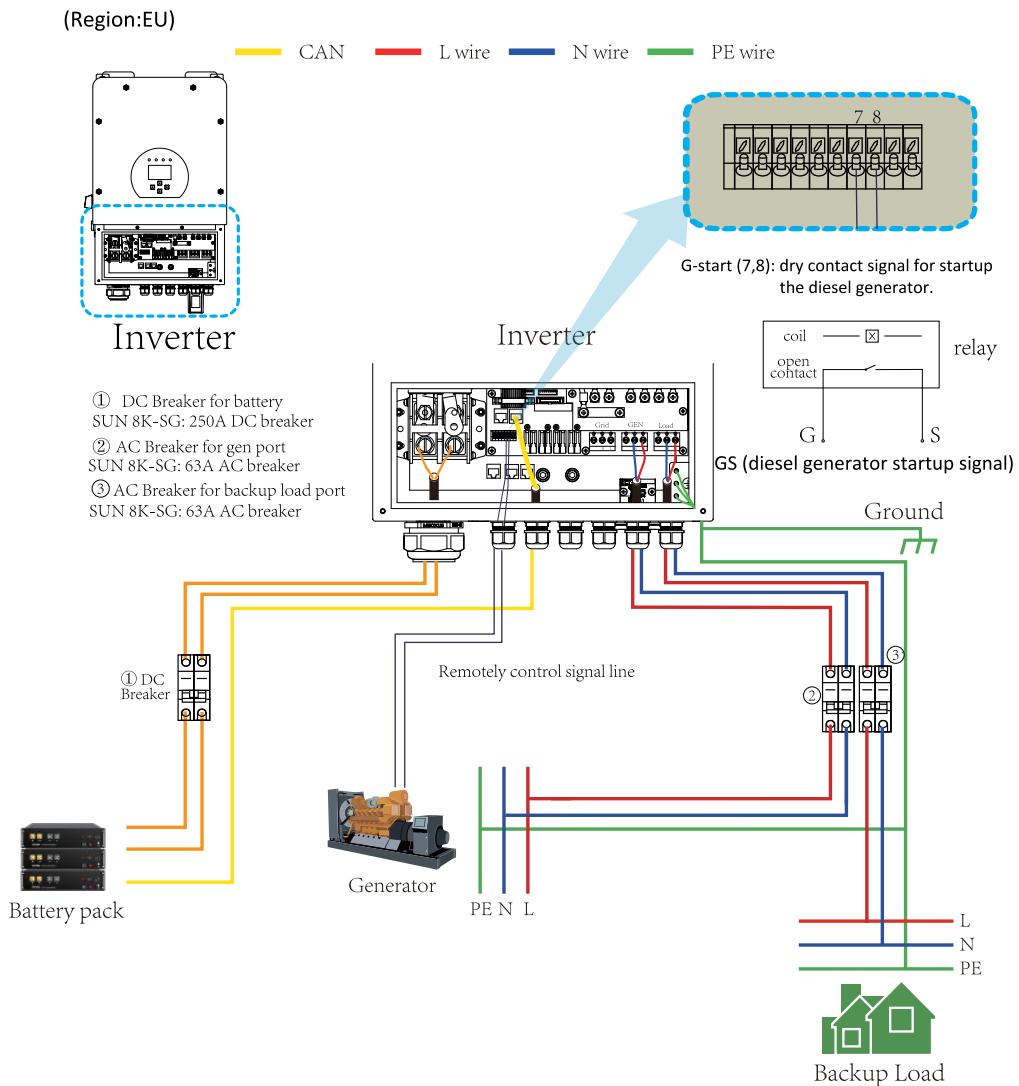 (Region:EU)
CAN
L wire
N wire
PE wire
7 8
G-start (7,8): dry contact signal for startup
the diesel generator.
Inverter
Inverter
coil
open
contact
relay
G
S
GS (diesel generator startup signal)
① DC Breaker for battery
SUN 8K-SG: 250A DC breaker
② AC Breaker for gen port
SUN 8K-SG: 63A AC breaker
③ AC Breaker for backup load port
SUN 8K-SG: 63A AC breaker
Grid
GEN
Load
Ground
① DC
Breaker
Remotely control signal line
②
③
Generator
Battery pack
PE N L
L
N
PE
Backup Load